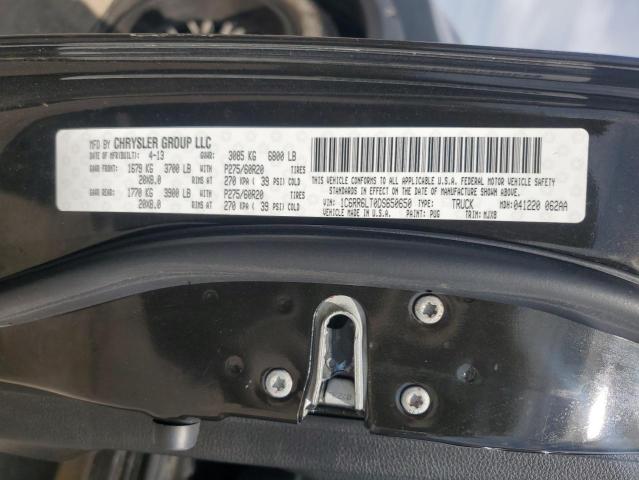 MFD BY CHRYSLER GROUP LLC
DATE OF MFR(BUILT): 4-13 GVWR: 3085 KG 6800 LB
GAWR FRONT: 1679 KG 3700 LB P275/60R20 TIRES
20X8.0 RIMS AT 270 KPA ( 39 PSI) COLD
GAWR REAR: 1770 KG 3900 LB P275/60R20 TIRES
20X8.0 RIMS AT 270 KPA ( 39 PSI) COLD
THIS VEHICLE CONFORMS TO ALL APPLICABLE U.S.A. FEDERAL MOTOR VEHICLE SAFETY
STANDARDS IN EFFECT ON THE DATE OF MANUFACTURE SHOWN ABOVE.
VIN: 1C6RR6LT0DS650650 TYPE: TRUCK MDH: 041220 062AA
MADE IN U.S.A. PAINT: PUG TRIM: MJX8